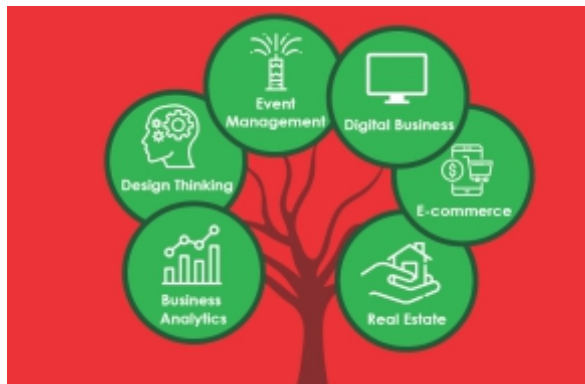 Event
Management
Digital Business
Design Thinking
E-commerce
Business
Analytics
Real Estate